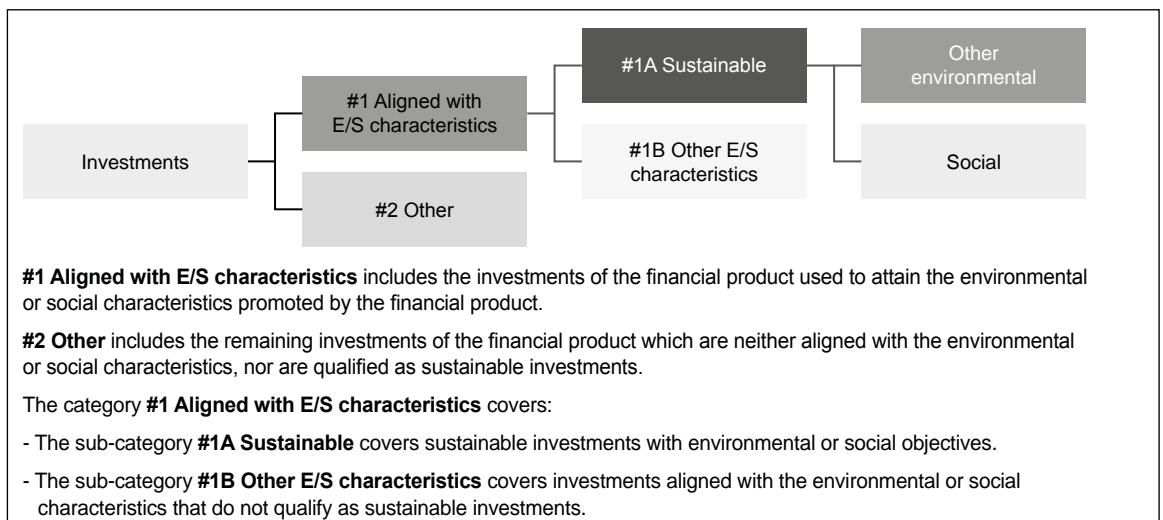 Investments
#1 Aligned with
E/S characteristics
#2 Other
#1A Sustainable
#1B Other E/S
characteristics
Other
environmental
Social
#1 Aligned with E/S characteristics includes the investments of the financial product used to attain the environmental
or social characteristics promoted by the financial product.
#2 Other includes the remaining investments of the financial product which are neither aligned with the environmental
or social characteristics, nor are qualified as sustainable investments.
The category #1 Aligned with E/S characteristics covers:
- The sub-category #1A Sustainable covers sustainable investments with environmental or social objectives.
- The sub-category #1B Other E/S characteristics covers investments aligned with the environmental or social
characteristics that do not qualify as sustainable investments.